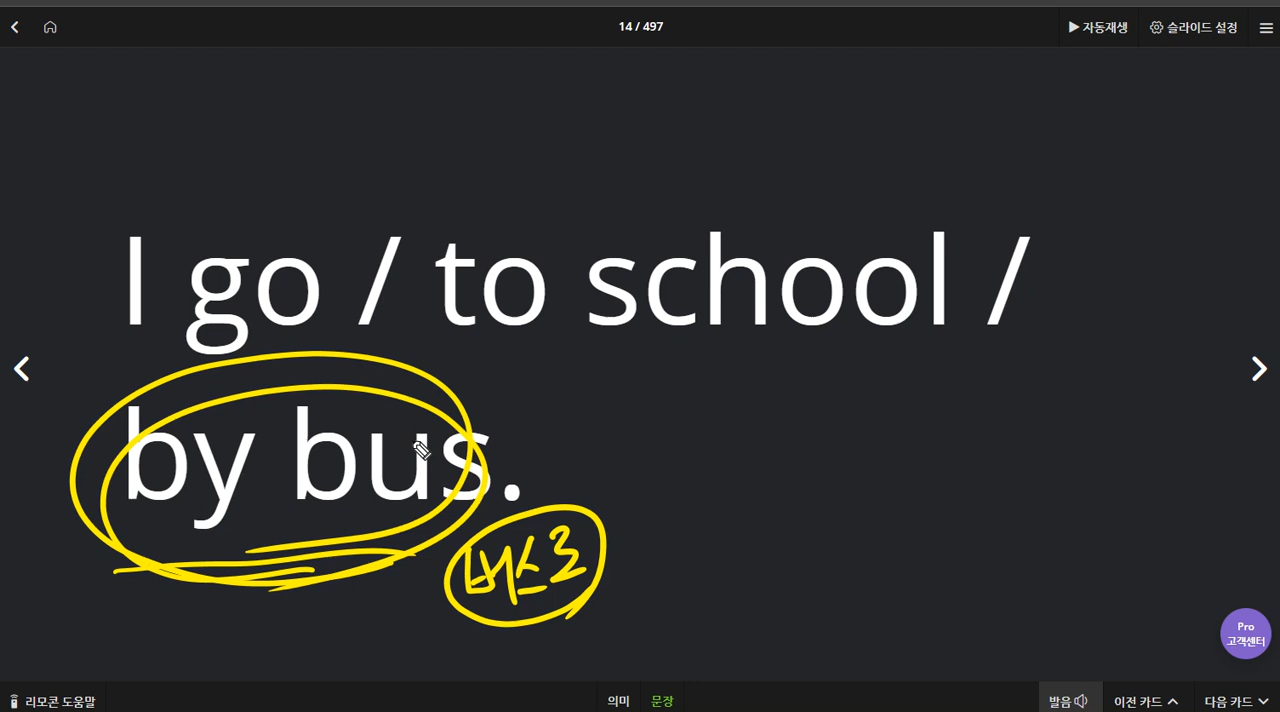 14 / 497
자동재생
슬라이드 설정
I go / to school /
by bus.
버스로
Pro
고객센터
리모콘 도움말
의미
문장
발음
이전 카드
다음 카드